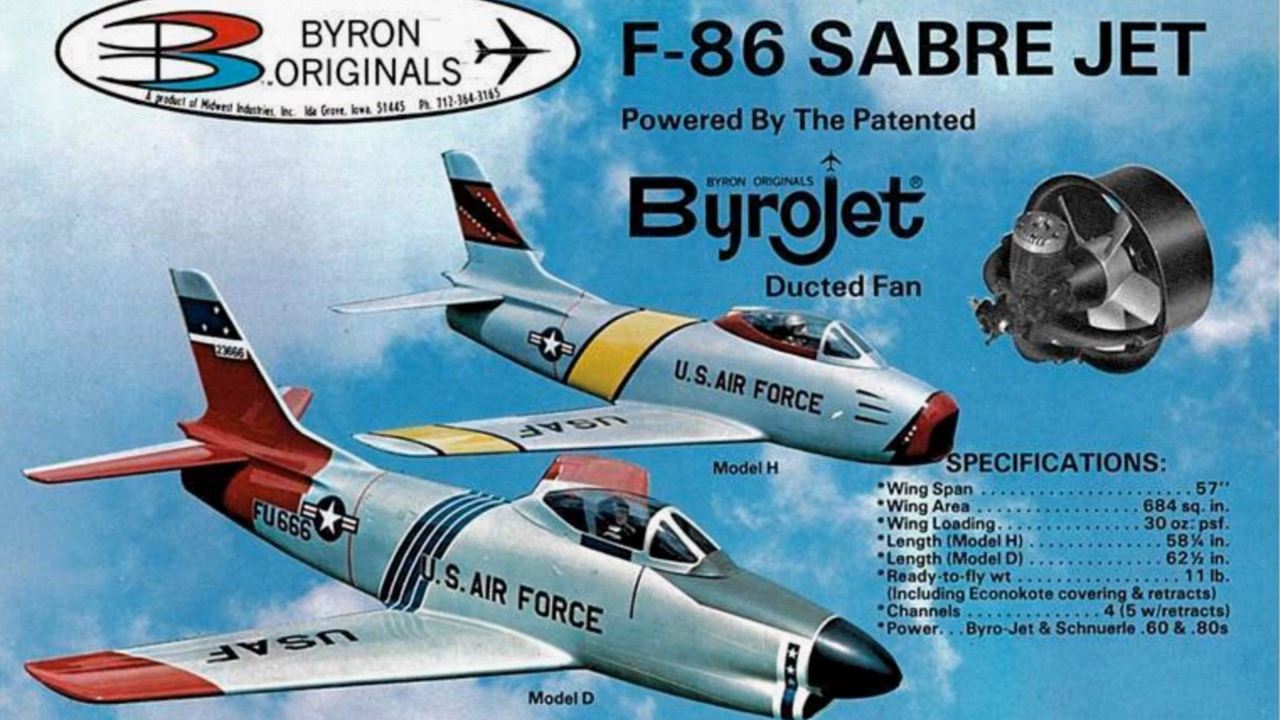 BYRON
ORIGINALS
A product of Midwest Industries, Inc. Ida Grove, Iowa, 51445 Ph. 712-364-3165
F-86 SABRE JET
Powered By The Patented
BYRON ORIGINALS
ByroJet®
Ducted Fan
23666
U.S. AIR FORCE
USAF
Model H
FU666
U.S. AIR FORCE
USAF
Model D
SPECIFICATIONS:
*Wing Span . . . . . . . . . . . . . . . . . . . . . . 57''
*Wing Area . . . . . . . . . . . . . . . . . 684 sq. in.
*Wing Loading . . . . . . . . . . . . . . 30 oz. psf.
*Length (Model H) . . . . . . . . . . . . . 58¼ in.
*Length (Model D) . . . . . . . . . . . . . 62½ in.
*Ready-to-fly wt . . . . . . . . . . . . . . . . . 11 lb.
(Including Econokote covering & retracts)
*Channels . . . . . . . . . . . . . 4 (5 w/retracts)
*Power. . .Byro-Jet & Schnuerle .60 & .80s